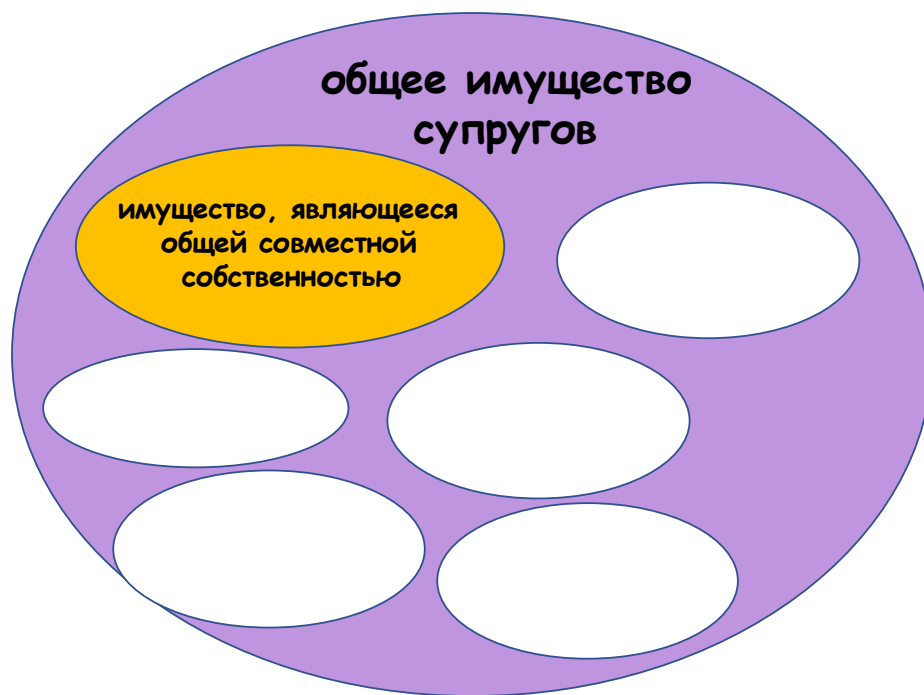 общее имущество
супругов
имущество, являющееся
общей совместной
собственностью